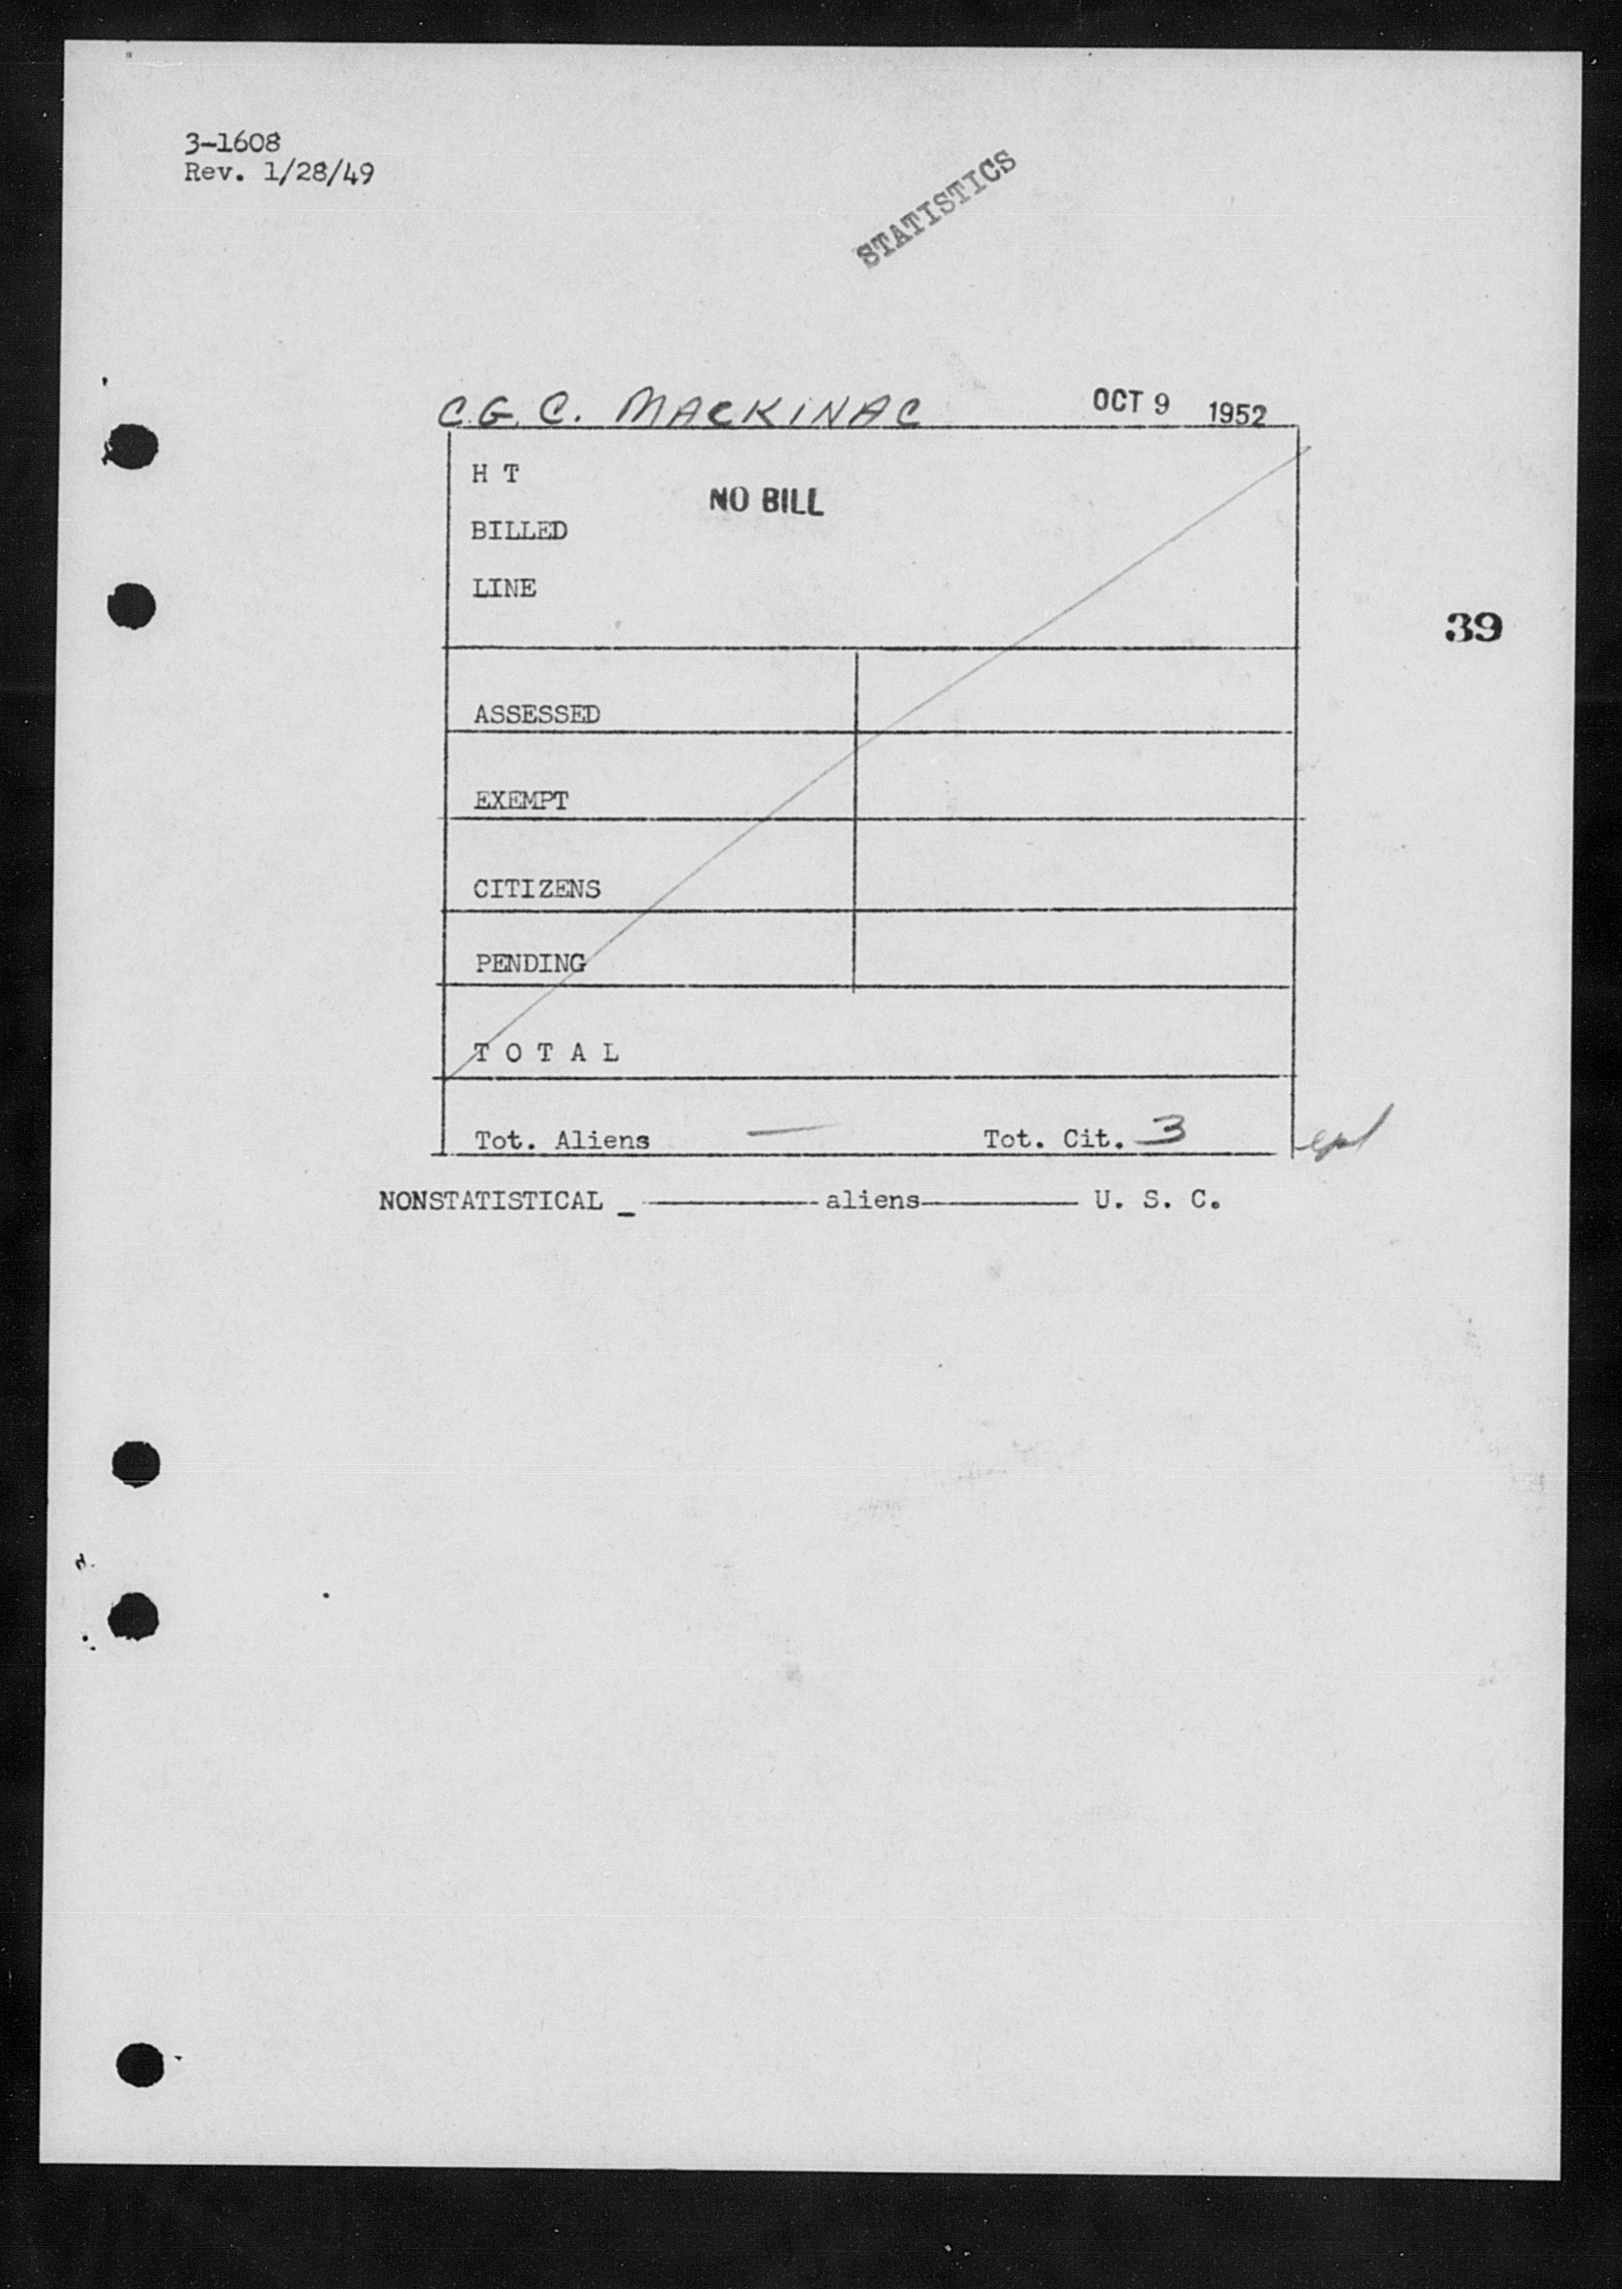 3-1608
Rev. 1/28/49
STATISTICS
C.G.C. MACKINAC OCT 9 1952
H T
NO BILL
BILLED
LINE
39
ASSESSED
EXEMPT
CITIZENS
PENDING
T O T A L
Tot. Aliens — Tot. Cit. 3
NONSTATISTICAL _ aliens U. S. C.